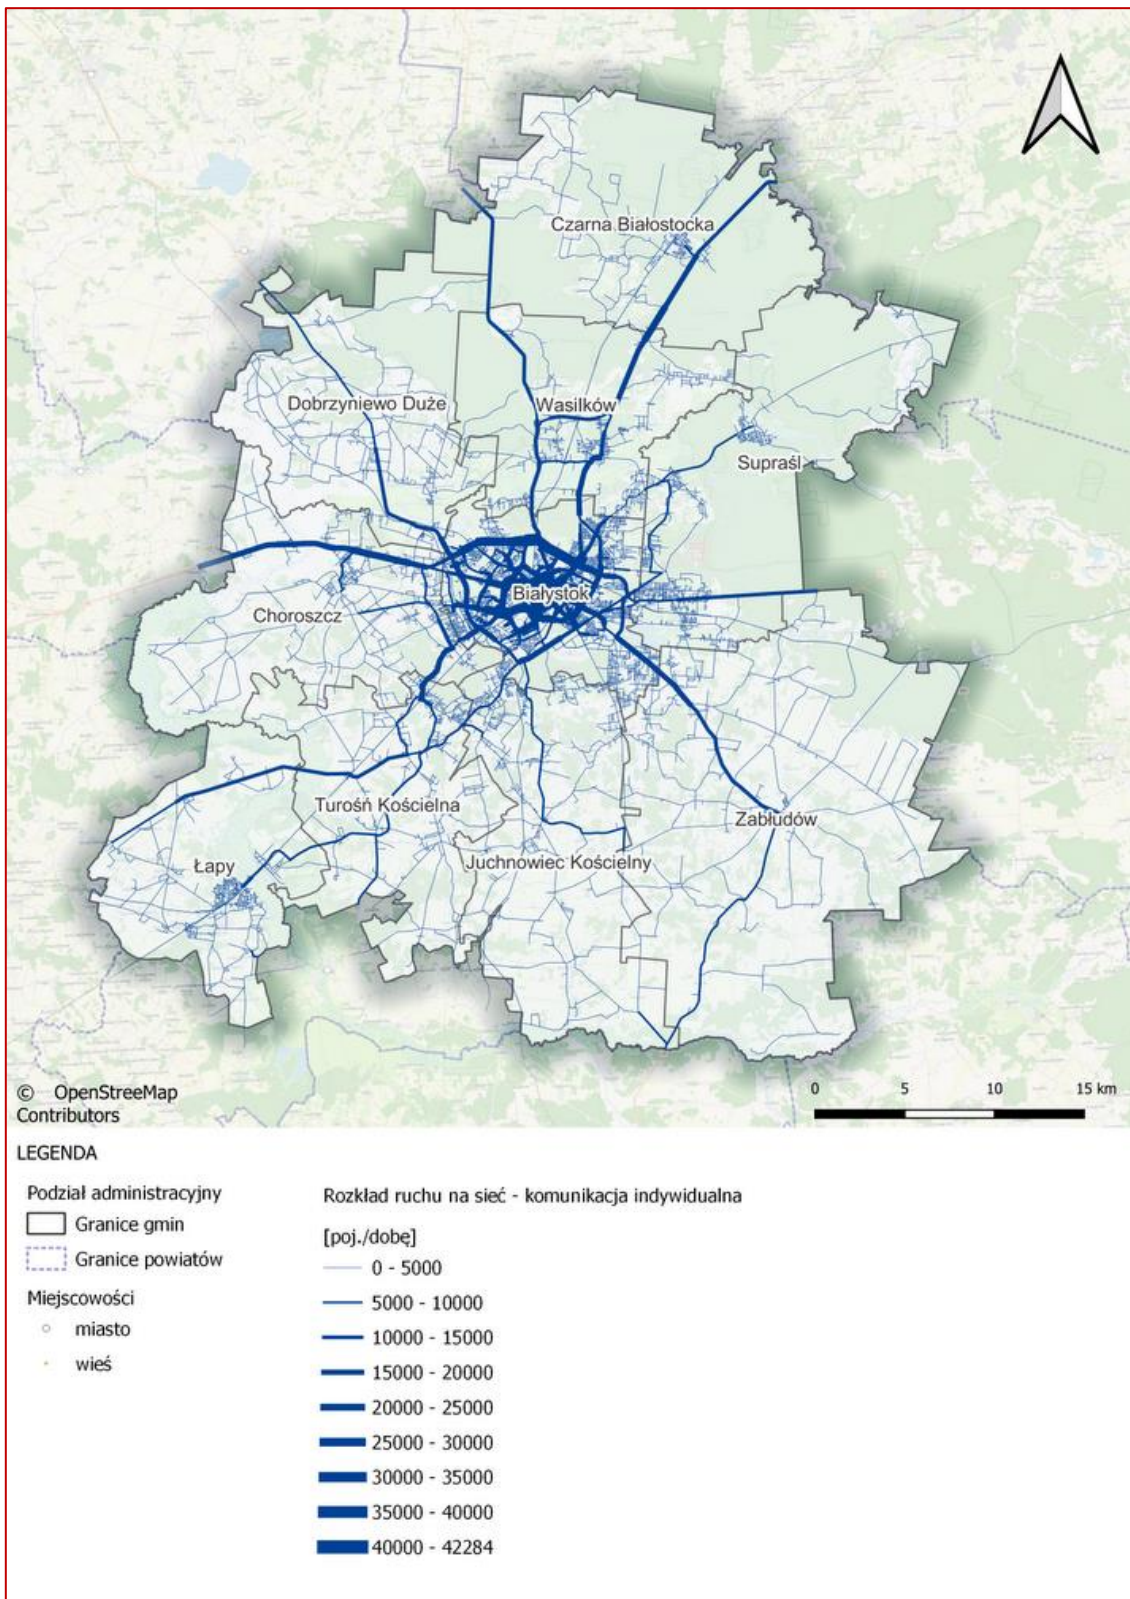 Czarna Białostocka
Dobrzyniewo Duże
Wasilków
Supraśl
Białystok
Choroszcz
Turośń Kościelna
Zabłudów
Łapy
Juchnowiec Kościelny
© OpenStreeMap
Contributors
0 5 10 15 km
LEGENDA
Podział administracyjny
Granice gmin
Granice powiatów
Miejscowości
miasto
wieś
Rozkład ruchu na sieć - komunikacja indywidualna
[poj./dobę]
0 - 5000
5000 - 10000
10000 - 15000
15000 - 20000
20000 - 25000
25000 - 30000
30000 - 35000
35000 - 40000
40000 - 42284